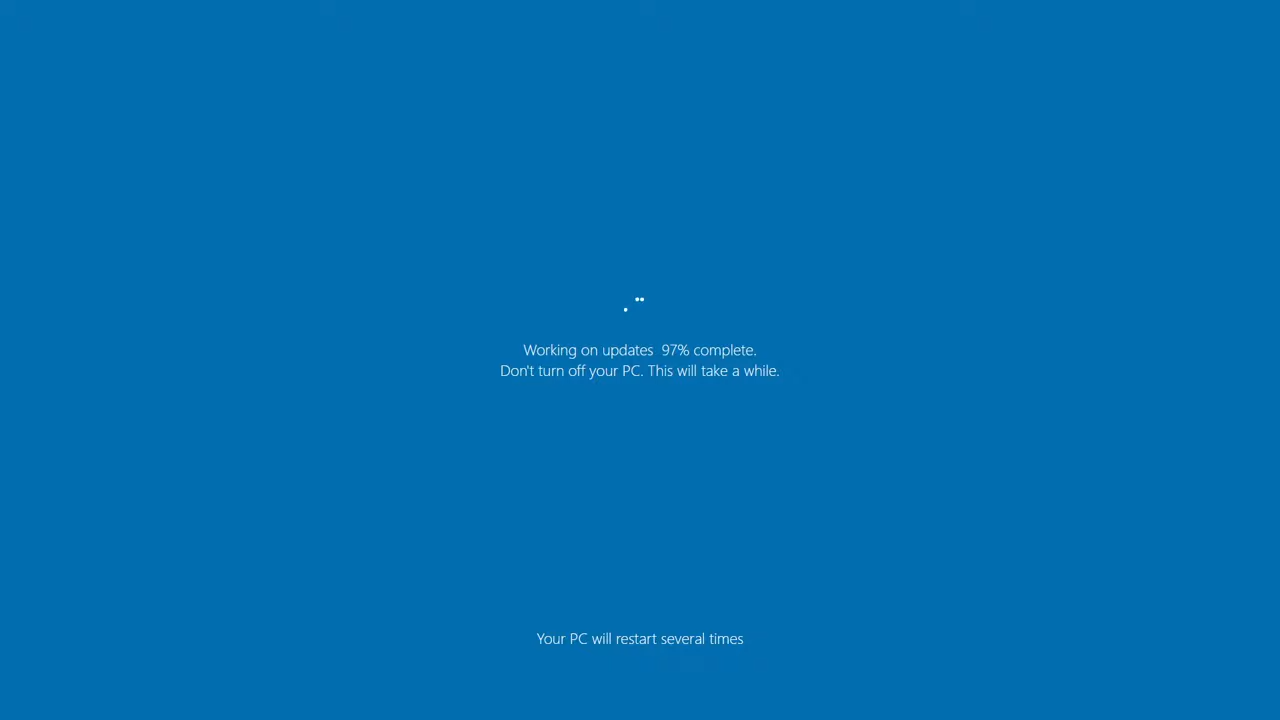 Working on updates  97% complete.
Don't turn off your PC. This will take a while.
Your PC will restart several times